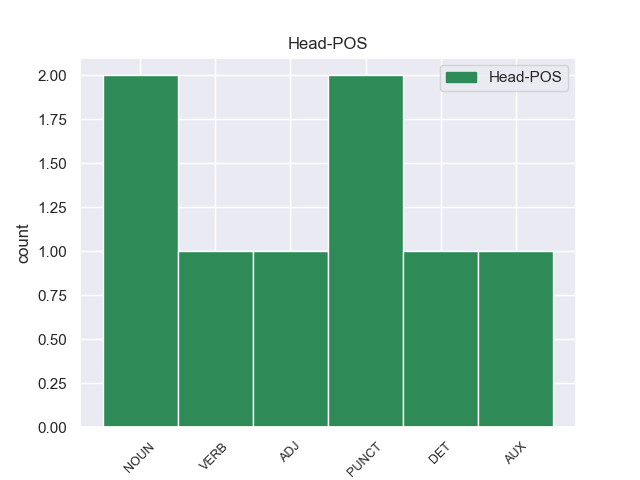 Head-POS
Head-POS
2.00
1.75
1.50
1.25
1.00
0.75
0.50
0.25
0.00
count
NOUN
VERB
ADJ
PUNCT
DET
AUX